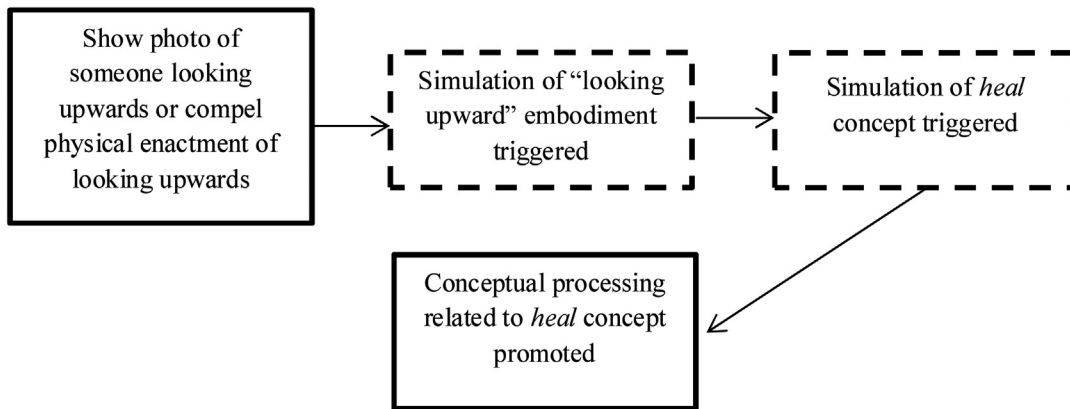 Show photo of
someone looking
upwards or compel
physical enactment of
looking upwards
Simulation of “looking
upward” embodiment
triggered
Simulation of heal
concept triggered
Conceptual processing
related to heal concept
promoted